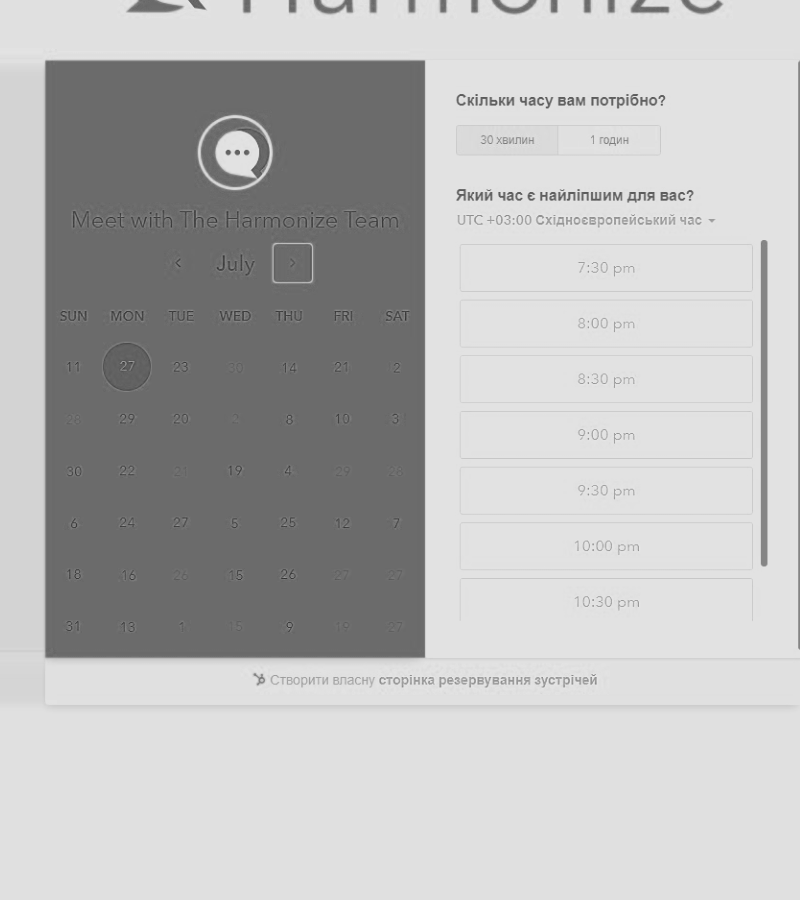 Harmonize
Meet with The Harmonize Team
July
SUN MON TUE WED THU FRI SAT
11 27 23 30 14 21 2
28 29 20 2 8 10 3
30 22 21 19 4 29 28
6 24 27 5 25 12 7
18 16 26 15 26 27 27
31 13 1 15 9 19 27
Скільки часу вам потрібно?
30 хвилин 1 годин
Який час є найліпшим для вас?
UTC +03:00 Східноєвропейський час
7:30 pm
8:00 pm
8:30 pm
9:00 pm
9:30 pm
10:00 pm
10:30 pm
Створити власну сторінка резервування зустрічей